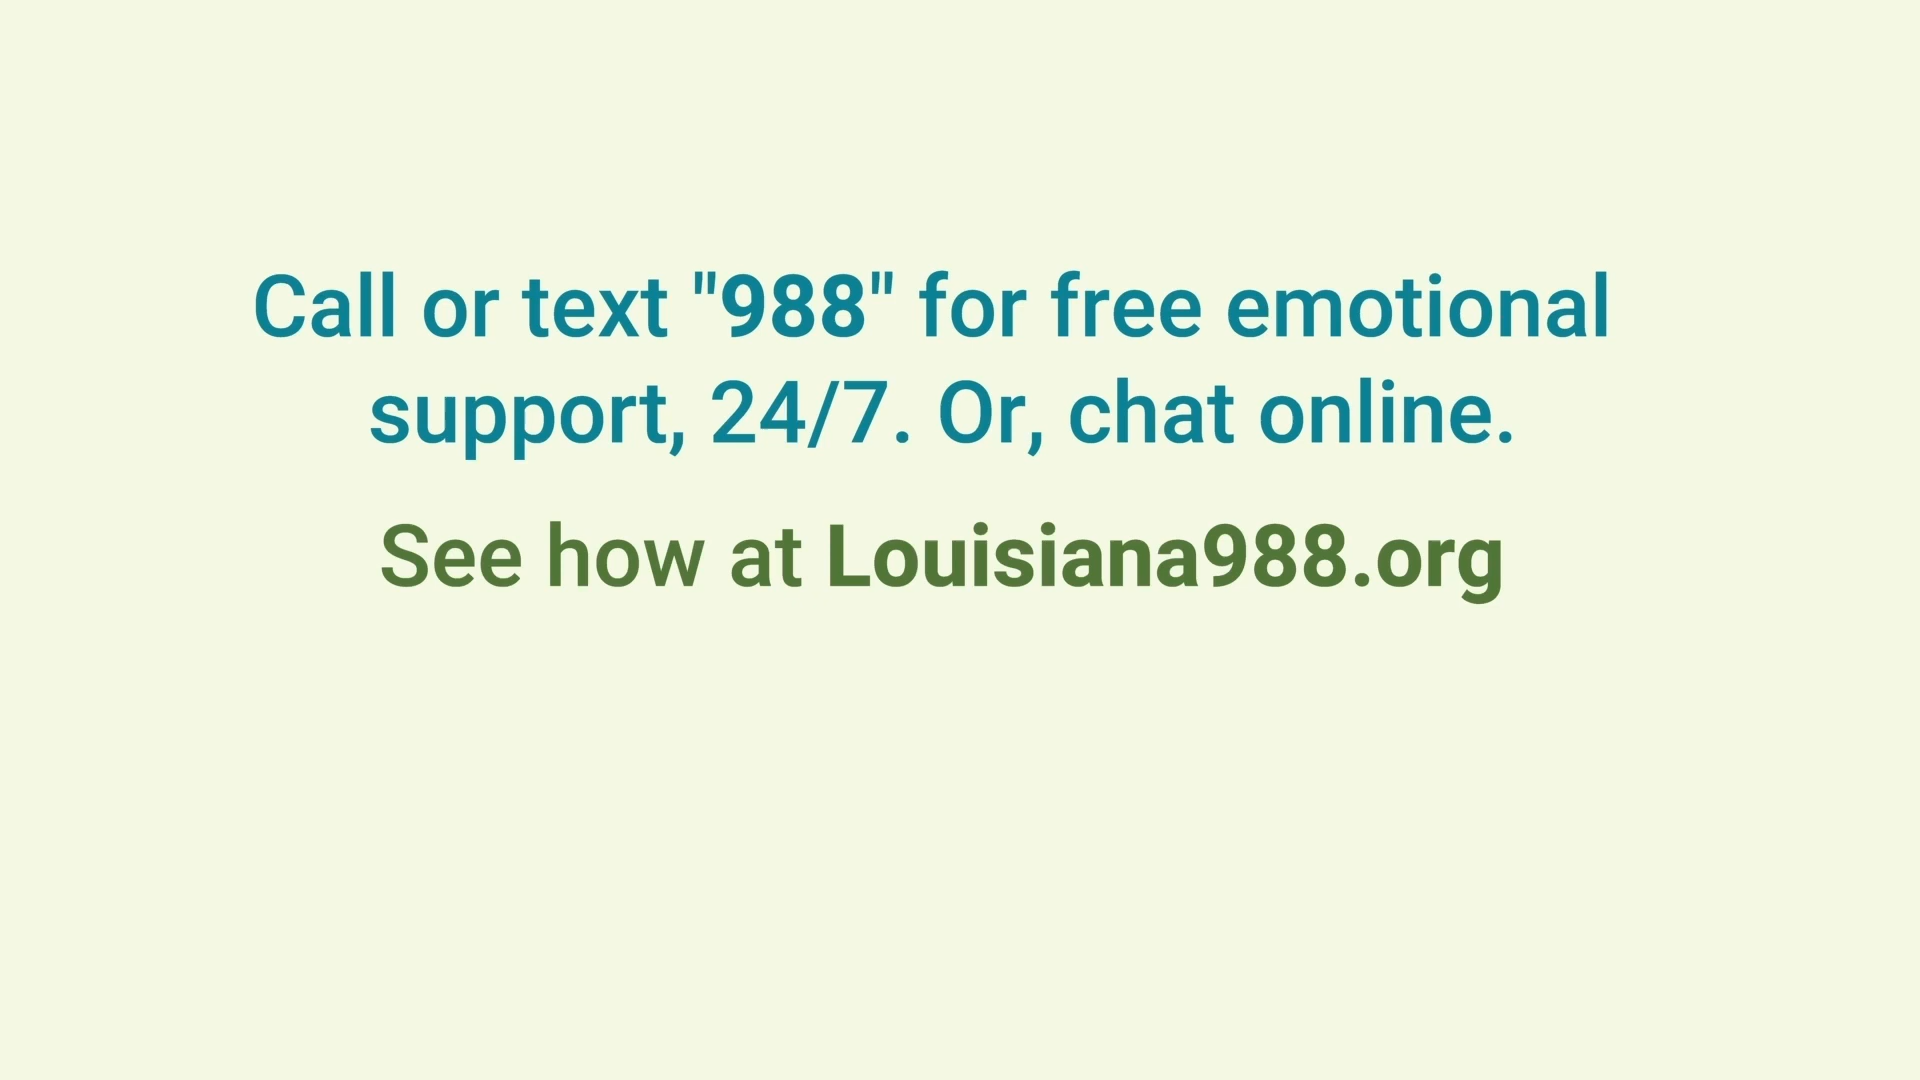 Call or text "988" for free emotional
support, 24/7. Or, chat online.
See how at Louisiana988.org